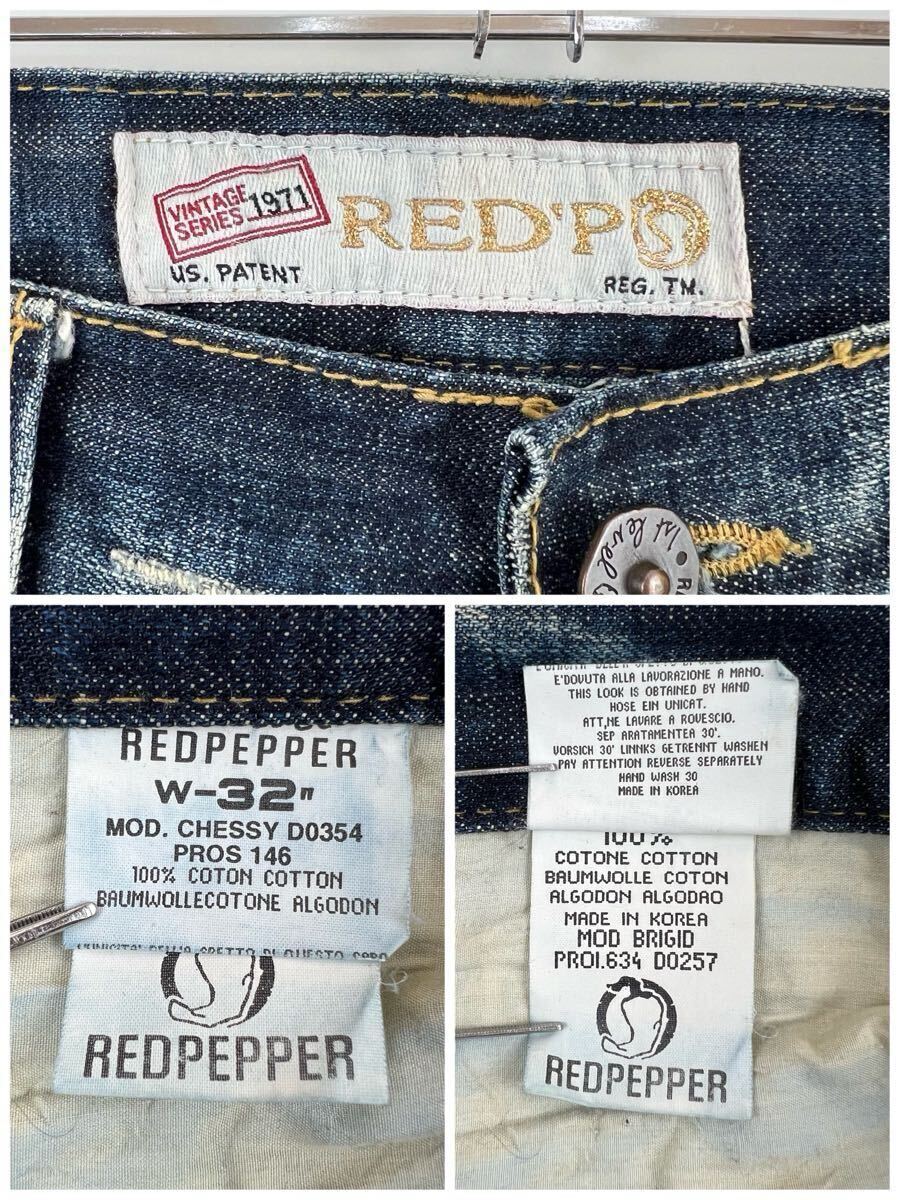 VINTAGE
SERIES 1971
RED'P
U.S. PATENT
REG. TM.
1st Level
REDPEPPER
W-32"
MOD. CHESSY D0354
PROS 146
100% COTON COTTON
BAUMWOLLECOTONE ALGODON
REDPEPPER
E'DOVUTA ALLA LAVORAZIONE A MANO.
THIS LOOK IS OBTAINED BY HAND
HOSE EIN UNICAT.
ATT,NE LAVARE A ROVESCIO.
SEP ARATAMENTEA 30'.
VORSICH 30' LINNKS GETRENNT WASHEN
PAY ATTENTION REVERSE SEPARATELY
HAND WASH 30
MADE IN KOREA
100%
COTONE COTTON
BAUMWOLLE COTON
ALGODON ALGODAO
MADE IN KOREA
MOD BRIGID
PROI.634 D0257
REDPEPPER